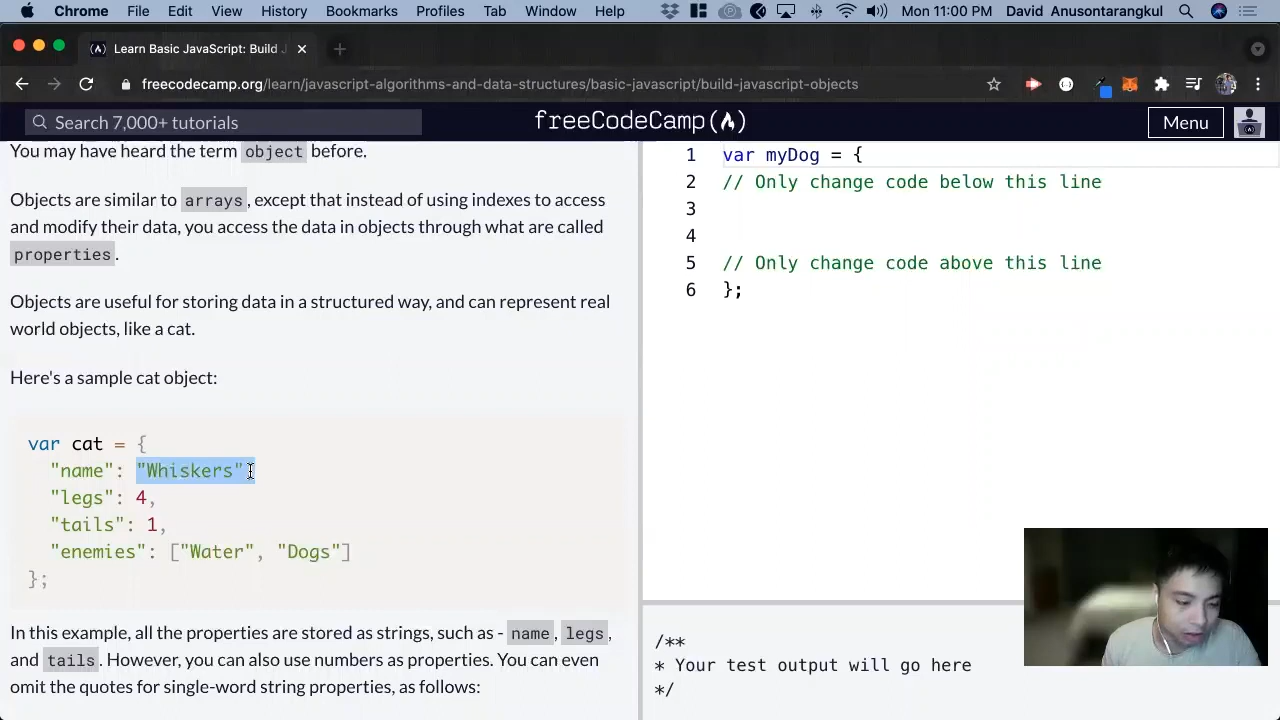 Chrome File Edit View History Bookmarks Profiles Tab Window Help Mon 11:00 PM David Anusontarangkul
Learn Basic JavaScript: Build J
freecodecamp.org/learn/javascript-algorithms-and-data-structures/basic-javascript/build-javascript-objects
Search 7,000+ tutorials
freeCodeCamp
Menu
You may have heard the term object before.
Objects are similar to arrays, except that instead of using indexes to access
and modify their data, you access the data in objects through what are called
properties.
Objects are useful for storing data in a structured way, and can represent real
world objects, like a cat.
Here's a sample cat object:
var cat = {
"name": "Whiskers",
"legs": 4,
"tails": 1,
"enemies": ["Water", "Dogs"]
};
In this example, all the properties are stored as strings, such as - name, legs,
and tails. However, you can also use numbers as properties. You can even
omit the quotes for single-word string properties, as follows:
1 var myDog = {
2 // Only change code below this line
3
4
5 // Only change code above this line
6 };
/**
* Your test output will go here
*/